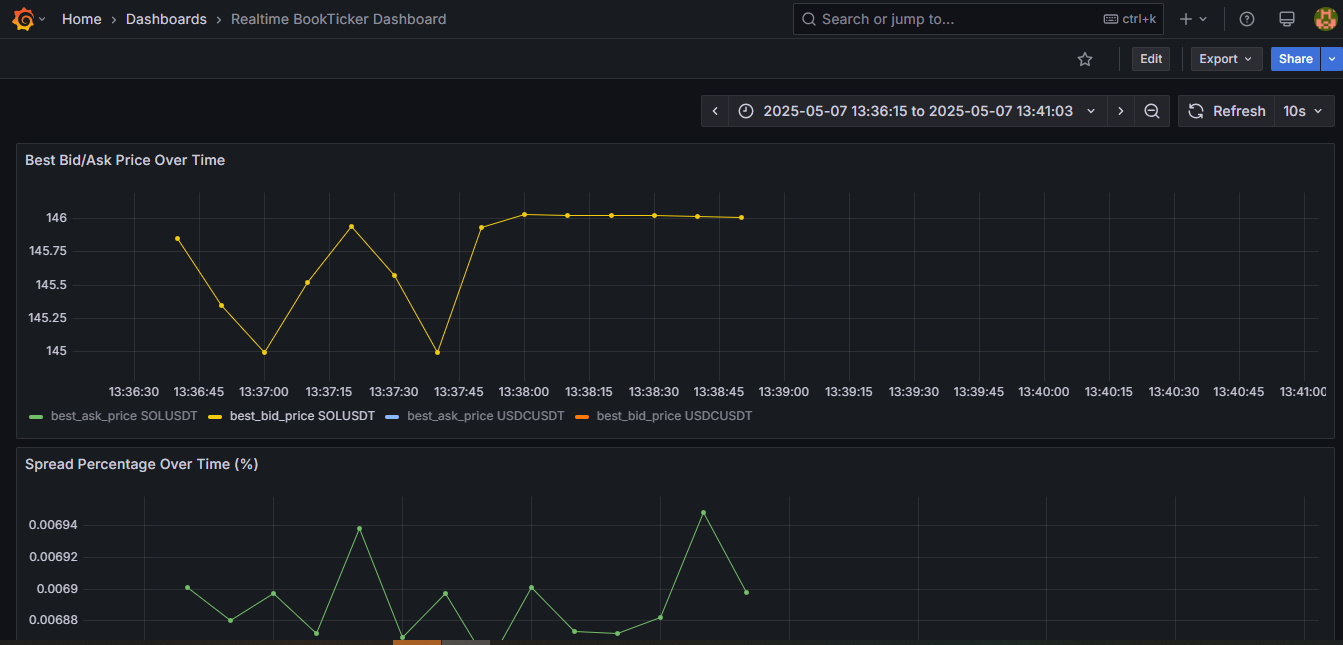 Home › Dashboards › Realtime BookTicker Dashboard Search or jump to... ctrl+k
Edit Export Share
2025-05-07 13:36:15 to 2025-05-07 13:41:03 Refresh 10s
Best Bid/Ask Price Over Time
146
145.75
145.5
145.25
145
13:36:30 13:36:45 13:37:00 13:37:15 13:37:30 13:37:45 13:38:00 13:38:15 13:38:30 13:38:45 13:39:00 13:39:15 13:39:30 13:39:45 13:40:00 13:40:15 13:40:30 13:40:45 13:41:00
best_ask_price SOLUSDT best_bid_price SOLUSDT best_ask_price USDCUSDT best_bid_price USDCUSDT
Spread Percentage Over Time (%)
0.00694
0.00692
0.0069
0.00688